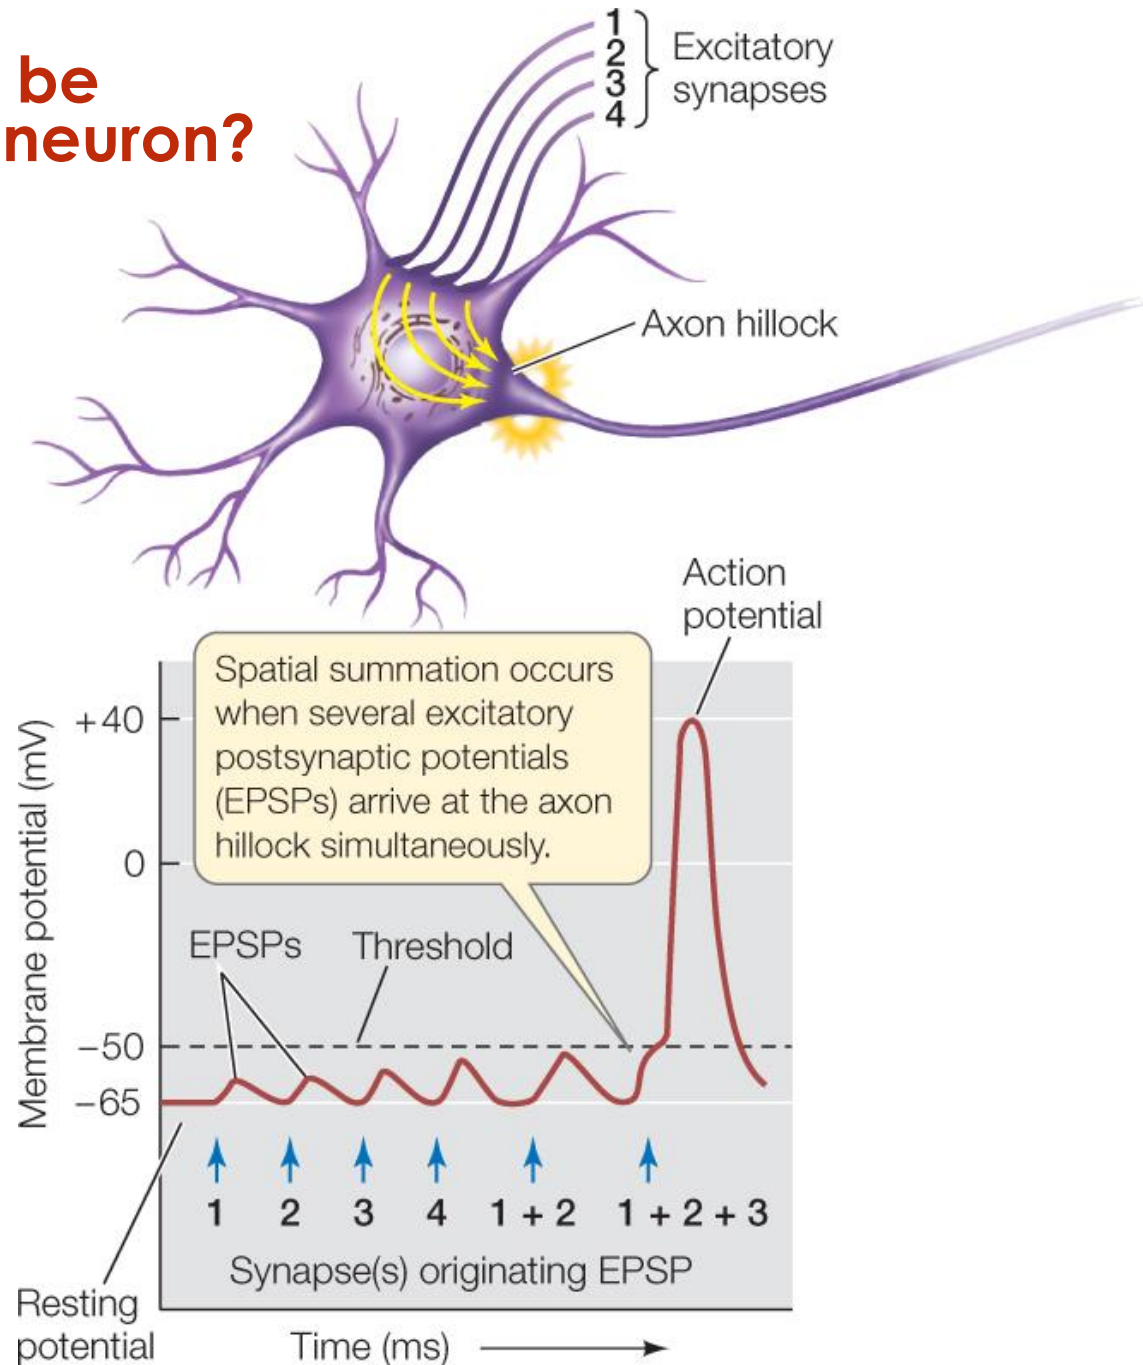 be
neuron?
1
2
3
4
Excitatory
synapses
Axon hillock
Action
potential
Spatial summation occurs
when several excitatory
postsynaptic potentials
(EPSPs) arrive at the axon
hillock simultaneously.
Membrane potential (mV)
+40
0
−50
−65
EPSPs
Threshold
1 2 3 4 1 + 2 1 + 2 + 3
Synapse(s) originating EPSP
Resting
potential
Time (ms)